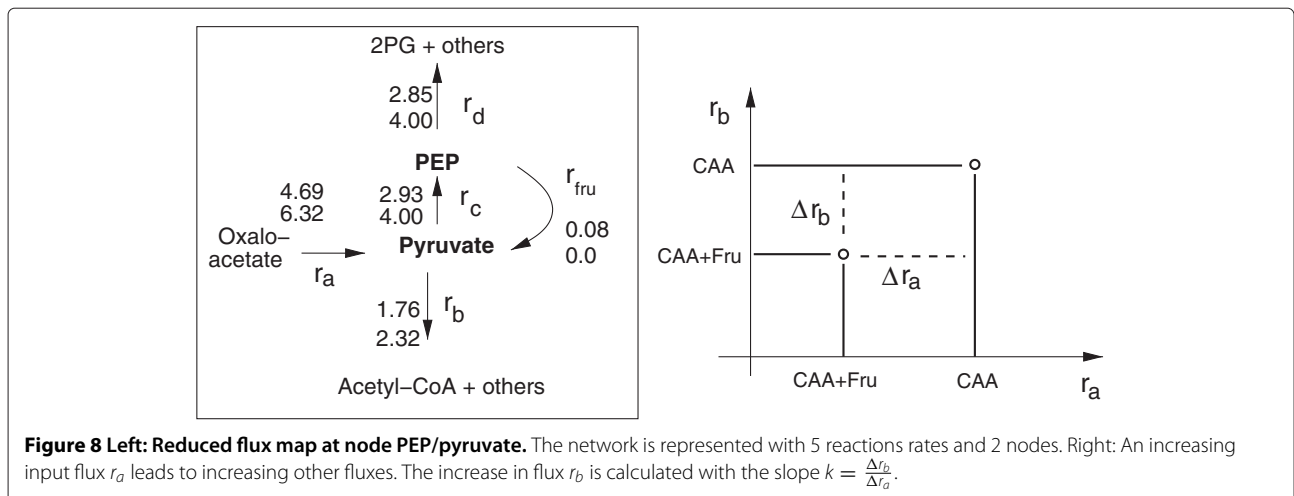 2PG + others
2.85
4.00
r_d
PEP
r_fru
4.69
6.32
2.93
4.00
r_c
0.08
0.0
Oxalo–
acetate
Pyruvate
r_a
1.76
2.32
r_b
Acetyl–CoA + others
r_b
CAA
Δr_b
CAA+Fru
Δr_a
CAA+Fru
CAA
r_a
Figure 8 Left: Reduced flux map at node PEP/pyruvate. The network is represented with 5 reactions rates and 2 nodes. Right: An increasing
input flux r_a leads to increasing other fluxes. The increase in flux r_b is calculated with the slope k = Δr_b/Δr_a.